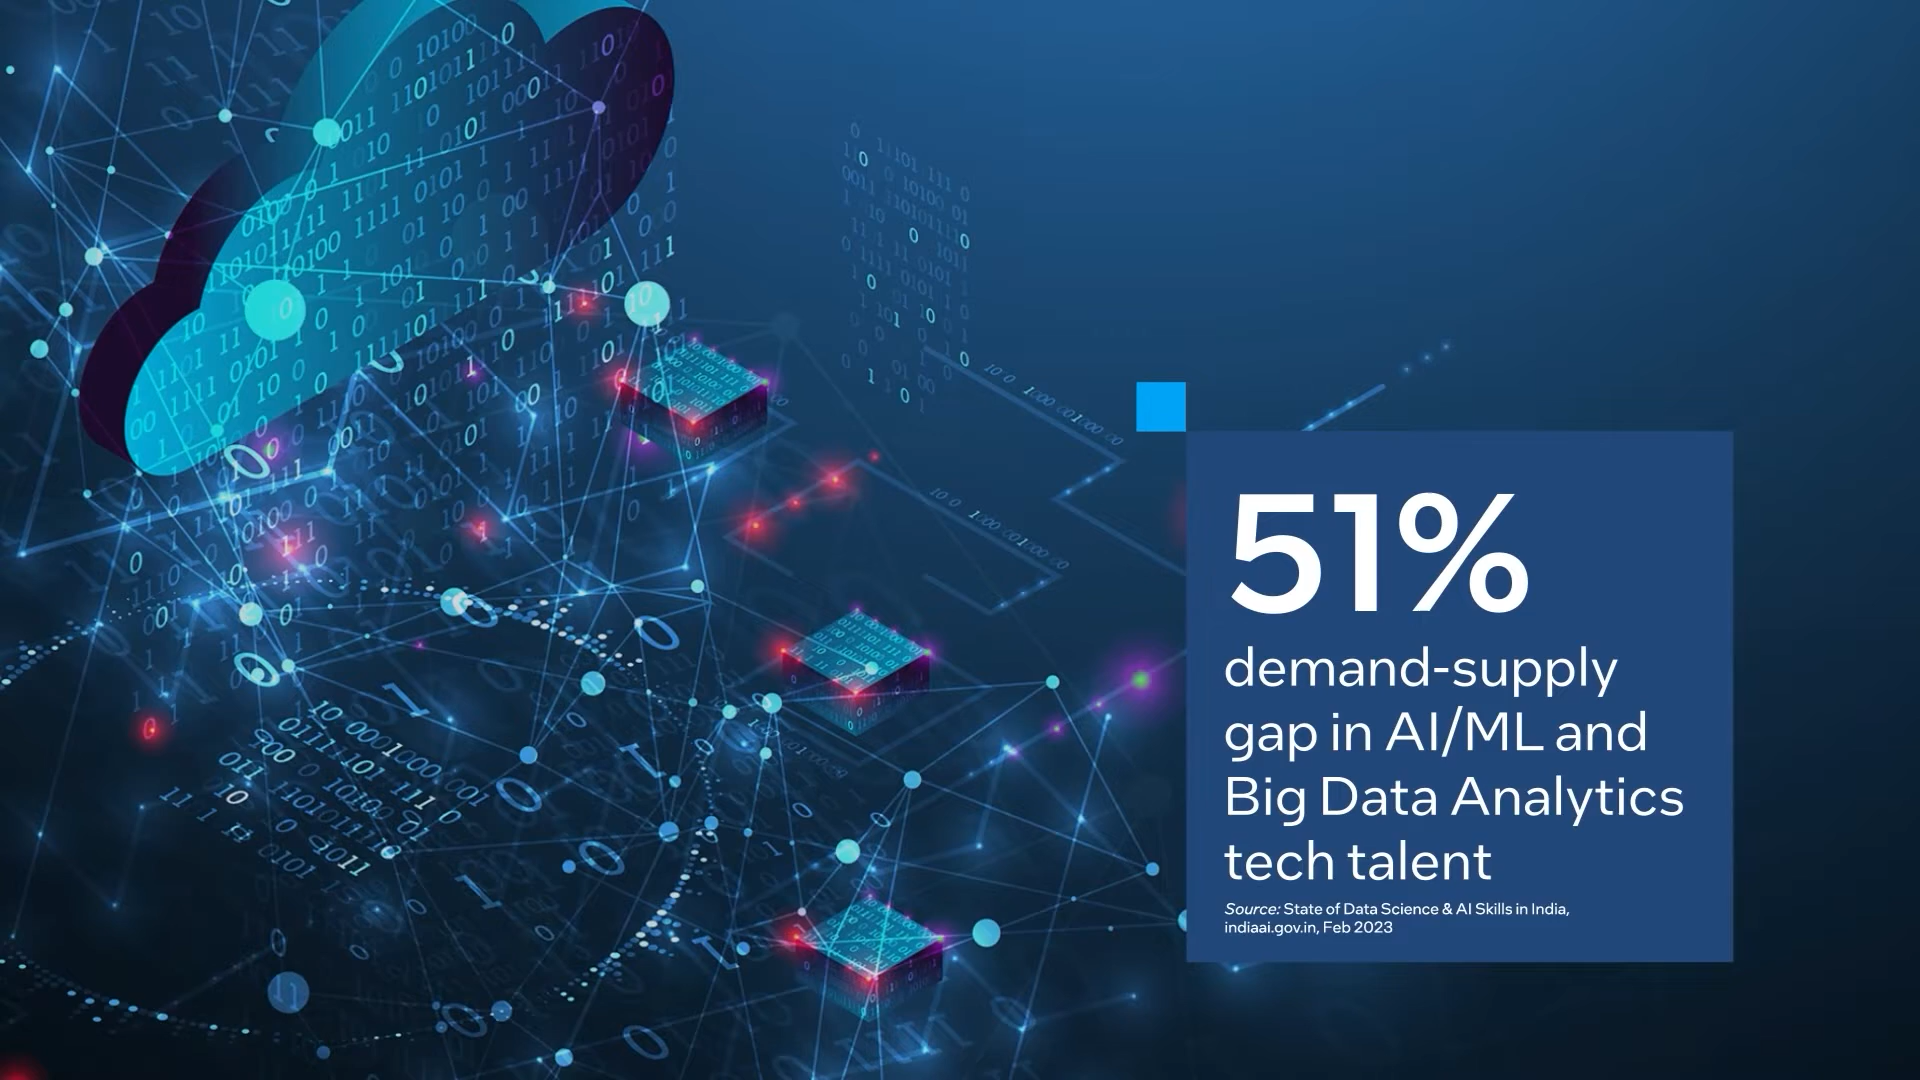 51%
demand-supply
gap in AI/ML and
Big Data Analytics
tech talent
Source: State of Data Science & AI Skills in India,
indiaai.gov.in, Feb 2023